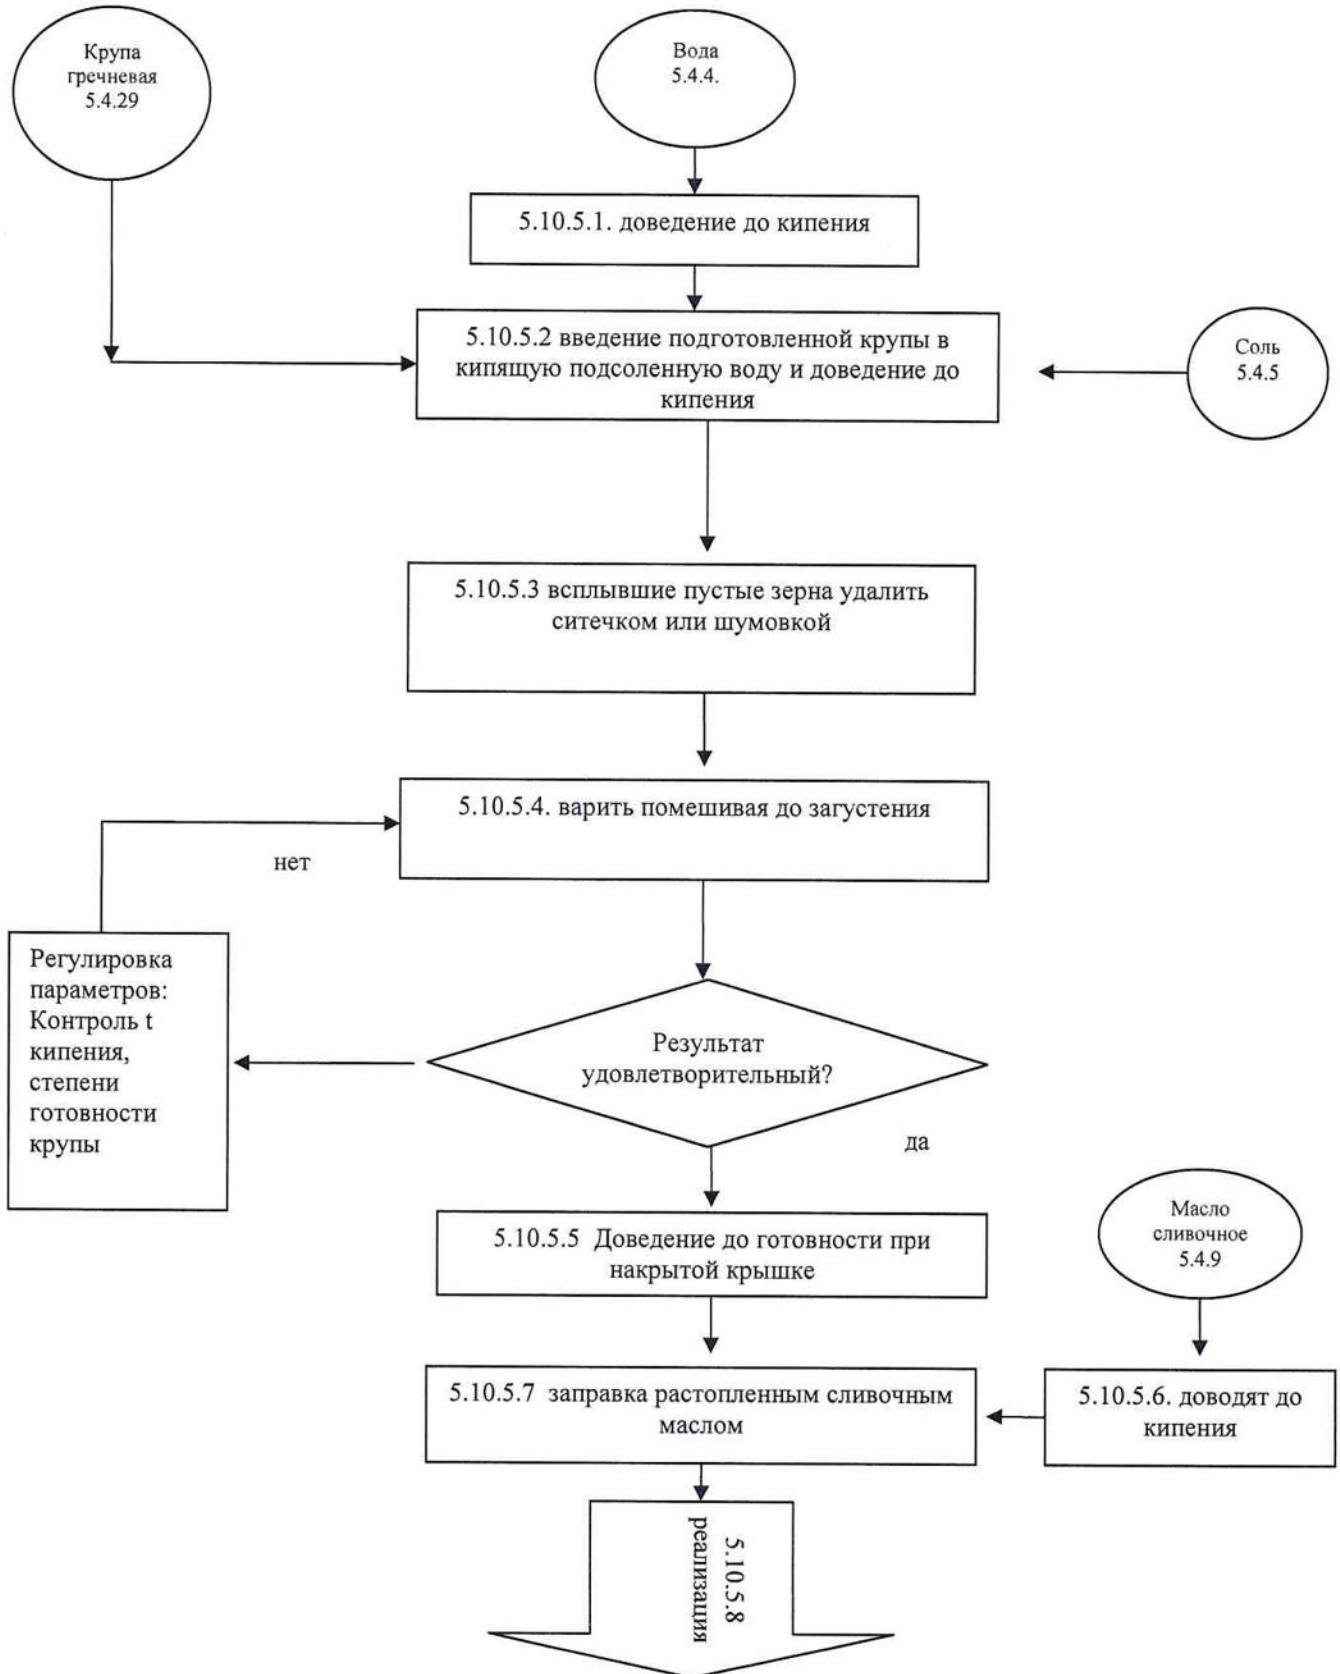 Крупа
гречневая
5.4.29
Вода
5.4.4.
5.10.5.1. доведение до кипения
5.10.5.2 введение подготовленной крупы в
кипящую подсоленную воду и доведение до
кипения
Соль
5.4.5
5.10.5.3 всплывшие пустые зерна удалить
ситечком или шумовкой
5.10.5.4. варить помешивая до загустения
нет
Регулировка
параметров:
Контроль t
кипения,
степени
готовности
крупы
Результат
удовлетворительный?
да
5.10.5.5 Доведение до готовности при
накрытой крышке
Масло
сливочное
5.4.9
5.10.5.7 заправка растопленным сливочным
маслом
5.10.5.6. доводят до
кипения
5.10.5.8
реализация